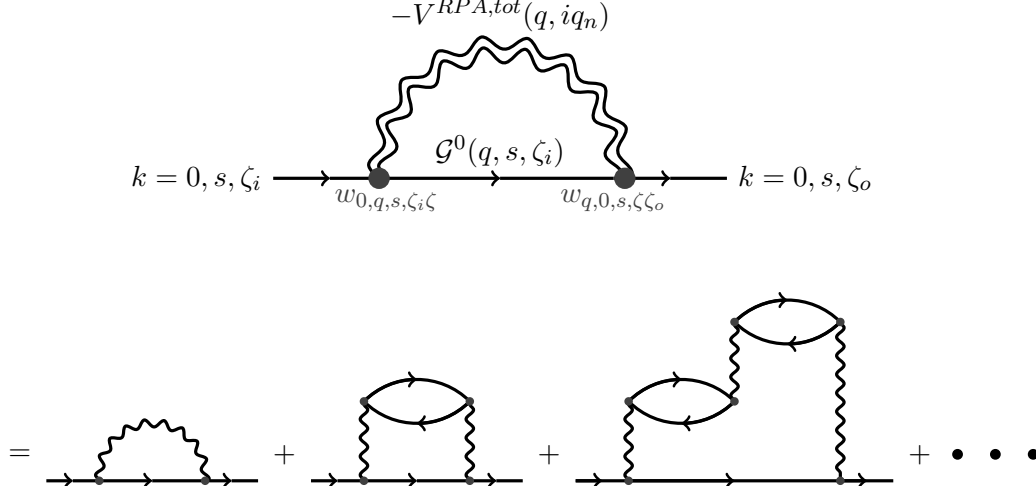 −V^{RPA,tot}(q, iq_n)
𝒢^0(q, s, ζ_i)
k = 0, s, ζ_i k = 0, s, ζ_o
w_{0,q,s,ζ_iζ} w_{q,0,s,ζζ_o}
= + + + • • •